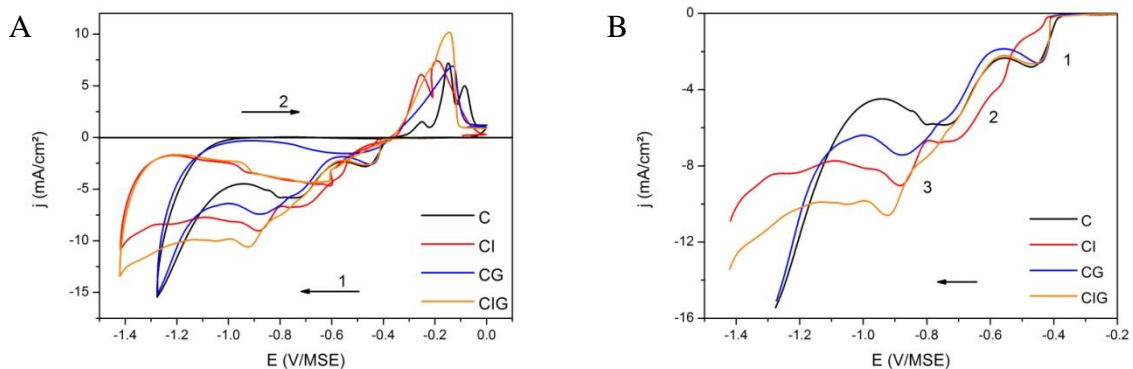 A
j (mA/cm²)
10
5
0
-5
-10
-15
2
1
C
CI
CG
CIG
-1.4 -1.2 -1.0 -0.8 -0.6 -0.4 -0.2 0.0
E (V/MSE)
B
j (mA/cm²)
0
-4
-8
-12
-16
1
2
3
C
CI
CG
CIG
-1.4 -1.2 -1.0 -0.8 -0.6 -0.4 -0.2
E (V/MSE)